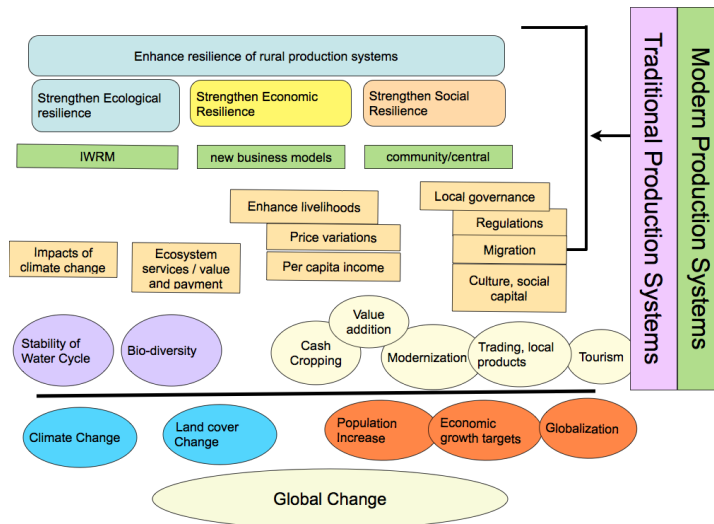 Enhance resilience of rural production systems
Strengthen Ecological
resilience
Strengthen Economic
Resilience
Strengthen Social
Resilience
IWRM
new business models
community/central
Enhance livelihoods
Price variations
Per capita income
Local governance
Regulations
Migration
Culture, social
capital
Impacts of
climate change
Ecosystem
services / value
and payment
Stability of
Water Cycle
Bio-diversity
Cash
Cropping
Value
addition
Modernization
Trading, local
products
Tourism
Climate Change
Land cover
Change
Population
Increase
Economic
growth targets
Globalization
Global Change
Traditional Production Systems
Modern Production Systems